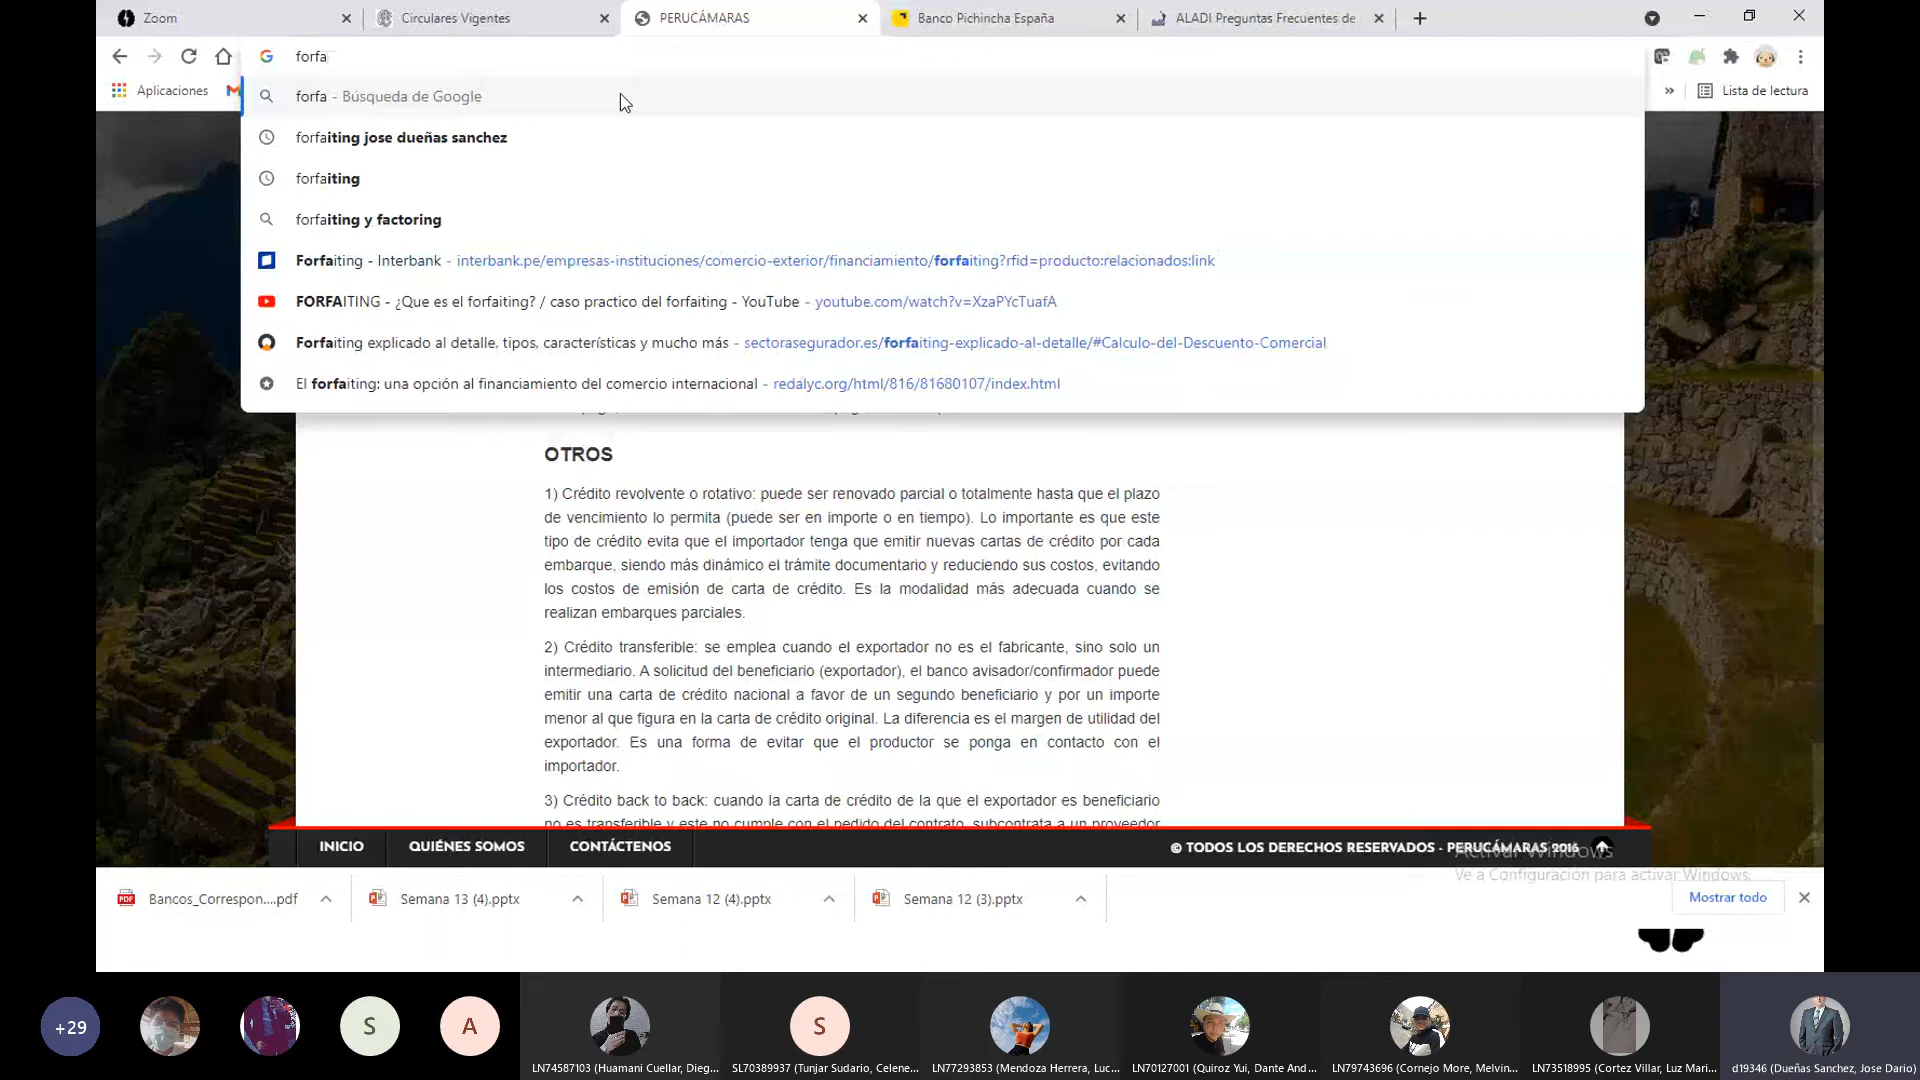 Zoom
Circulares Vigentes
PERUCÁMARAS
Banco Pichincha España
ALADI Preguntas Frecuentes de
forfa
Aplicaciones
»
Lista de lectura
forfa - Búsqueda de Google
forfaiting jose dueñas sanchez
forfaiting
forfaiting y factoring
Forfaiting - Interbank - interbank.pe/empresas-instituciones/comercio-exterior/financiamiento/forfaiting?rfid=producto:relacionados:link
FORFAITING - ¿Que es el forfaiting? / caso practico del forfaiting - YouTube - youtube.com/watch?v=XzaPYcTuafA
Forfaiting explicado al detalle, tipos, características y mucho más - sectorasegurador.es/forfaiting-explicado-al-detalle/#Calculo-del-Descuento-Comercial
El forfaiting: una opción al financiamiento del comercio internacional - redalyc.org/html/816/81680107/index.html
OTROS
1) Crédito revolvente o rotativo: puede ser renovado parcial o totalmente hasta que el plazo
de vencimiento lo permita (puede ser en importe o en tiempo). Lo importante es que este
tipo de crédito evita que el importador tenga que emitir nuevas cartas de crédito por cada
embarque, siendo más dinámico el trámite documentario y reduciendo sus costos, evitando
los costos de emisión de carta de crédito. Es la modalidad más adecuada cuando se
realizan embarques parciales.
2) Crédito transferible: se emplea cuando el exportador no es el fabricante, sino solo un
intermediario. A solicitud del beneficiario (exportador), el banco avisador/confirmador puede
emitir una carta de crédito nacional a favor de un segundo beneficiario y por un importe
menor al que figura en la carta de crédito original. La diferencia es el margen de utilidad del
exportador. Es una forma de evitar que el productor se ponga en contacto con el
importador.
3) Crédito back to back: cuando la carta de crédito de la que el exportador es beneficiario
no es transferible y este no cumple con el pedido del contrato, subcontrata a un proveedor
INICIO
QUIÉNES SOMOS
CONTÁCTENOS
© TODOS LOS DERECHOS RESERVADOS - PERUCÁMARAS 2016
Activar Windows
Ve a Configuración para activar Windows.
Bancos_Correspon....pdf
Semana 13 (4).pptx
Semana 12 (4).pptx
Semana 12 (3).pptx
Mostrar todo
+29
S
A
S
LN74587103 (Huamani Cuellar, Dieg...
SL70389937 (Tunjar Sudario, Celene...
LN77293853 (Mendoza Herrera, Luc...
LN70127001 (Quiroz Yui, Dante And...
LN79743696 (Cornejo More, Melvin...
LN73518995 (Cortez Villar, Luz Mari...
d19346 (Dueñas Sanchez, Jose Dario)